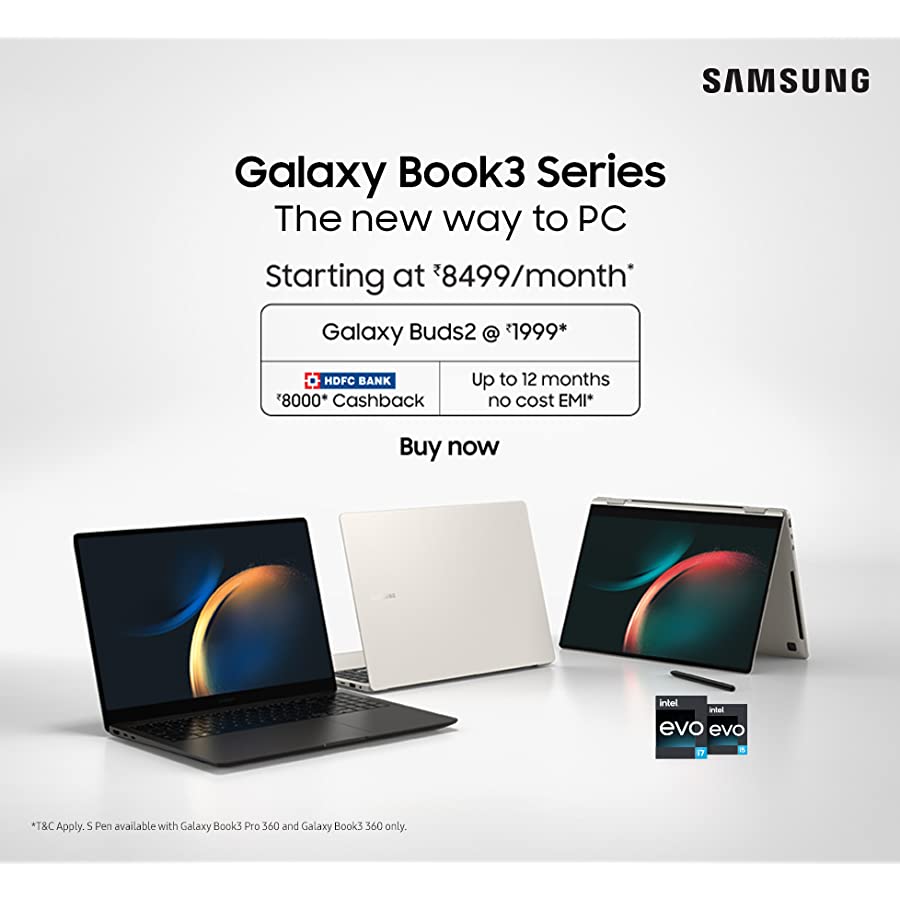 SAMSUNG
Galaxy Book3 Series
The new way to PC
Starting at ₹8499/month*
Galaxy Buds2 @ ₹1999*
HDFC BANK
₹8000* Cashback
Up to 12 months
no cost EMI*
Buy now
SAMSUNG
intel
evo
i7
intel
evo
i5
*T&C Apply. S Pen available with Galaxy Book3 Pro 360 and Galaxy Book3 360 only.